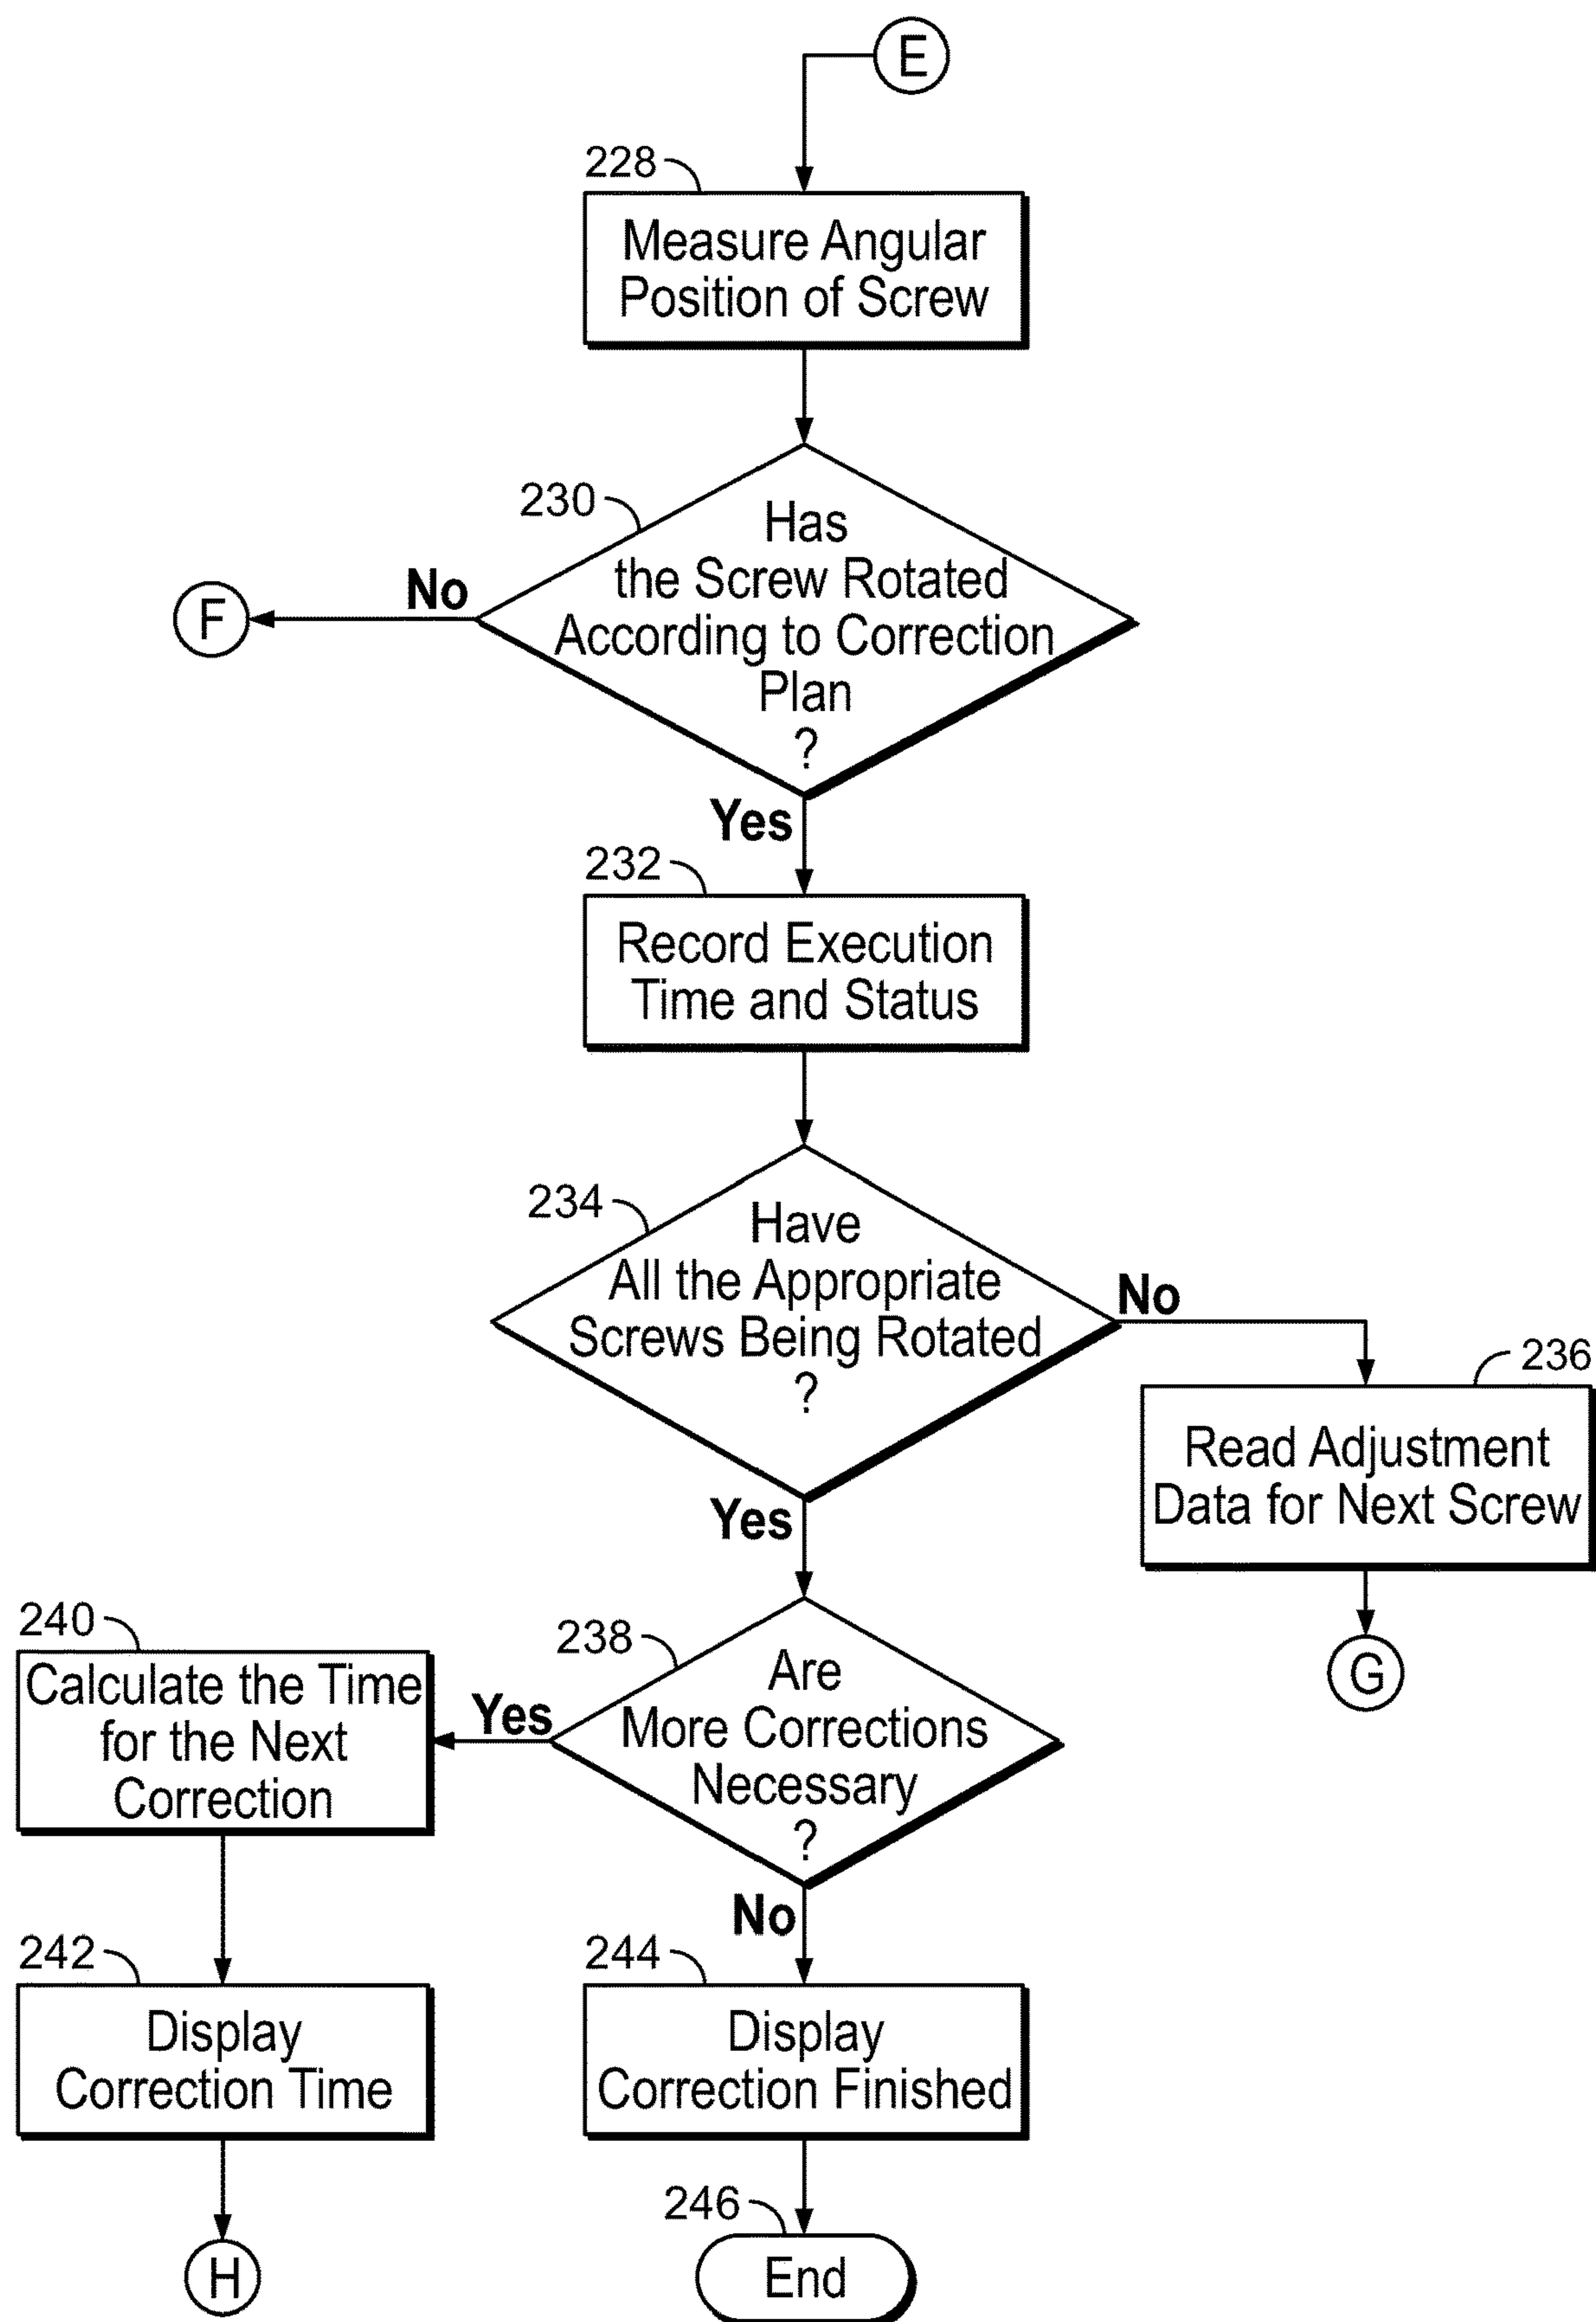 E
228
Measure Angular
Position of Screw
230
Has
the Screw Rotated
According to Correction
Plan
?
No
F
Yes
232
Record Execution
Time and Status
234
Have
All the Appropriate
Screws Being Rotated
?
No
236
Read Adjustment
Data for Next Screw
G
Yes
238
Are
More Corrections
Necessary
?
Yes
240
Calculate the Time
for the Next
Correction
242
Display
Correction Time
H
No
244
Display
Correction Finished
246
End